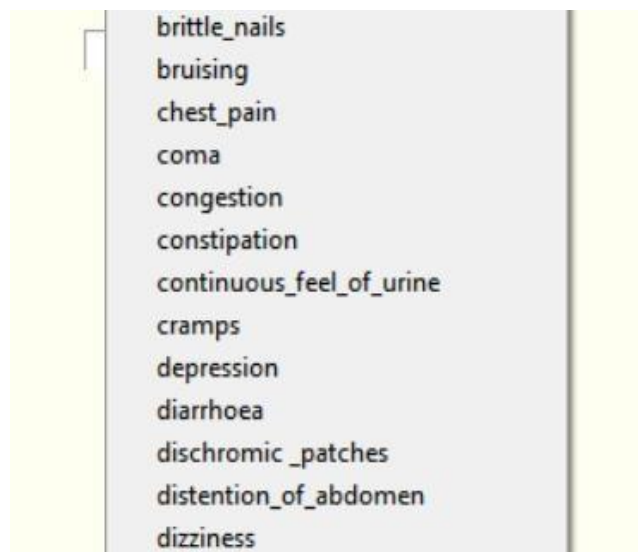 brittle_nails
bruising
chest_pain
coma
congestion
constipation
continuous_feel_of_urine
cramps
depression
diarrhoea
dischromic _patches
distention_of_abdomen
dizziness